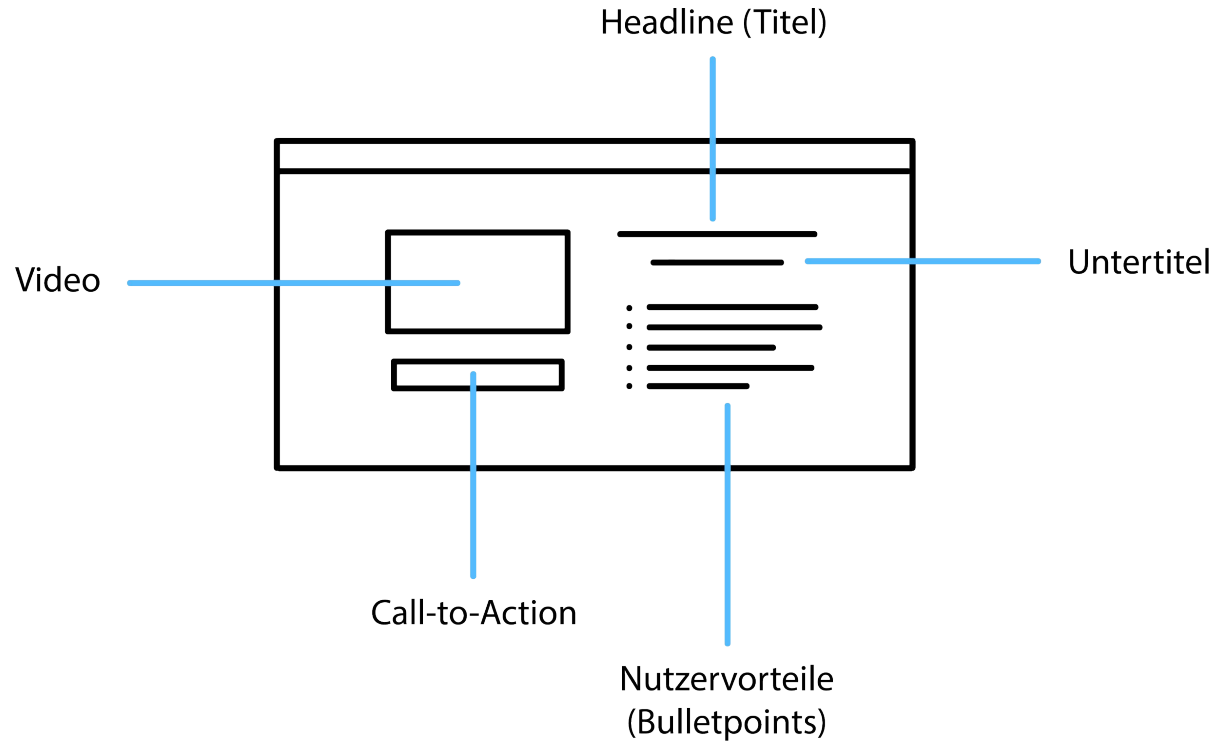 Headline (Titel)
Untertitel
Video
Call-to-Action
Nutzervorteile
(Bulletpoints)